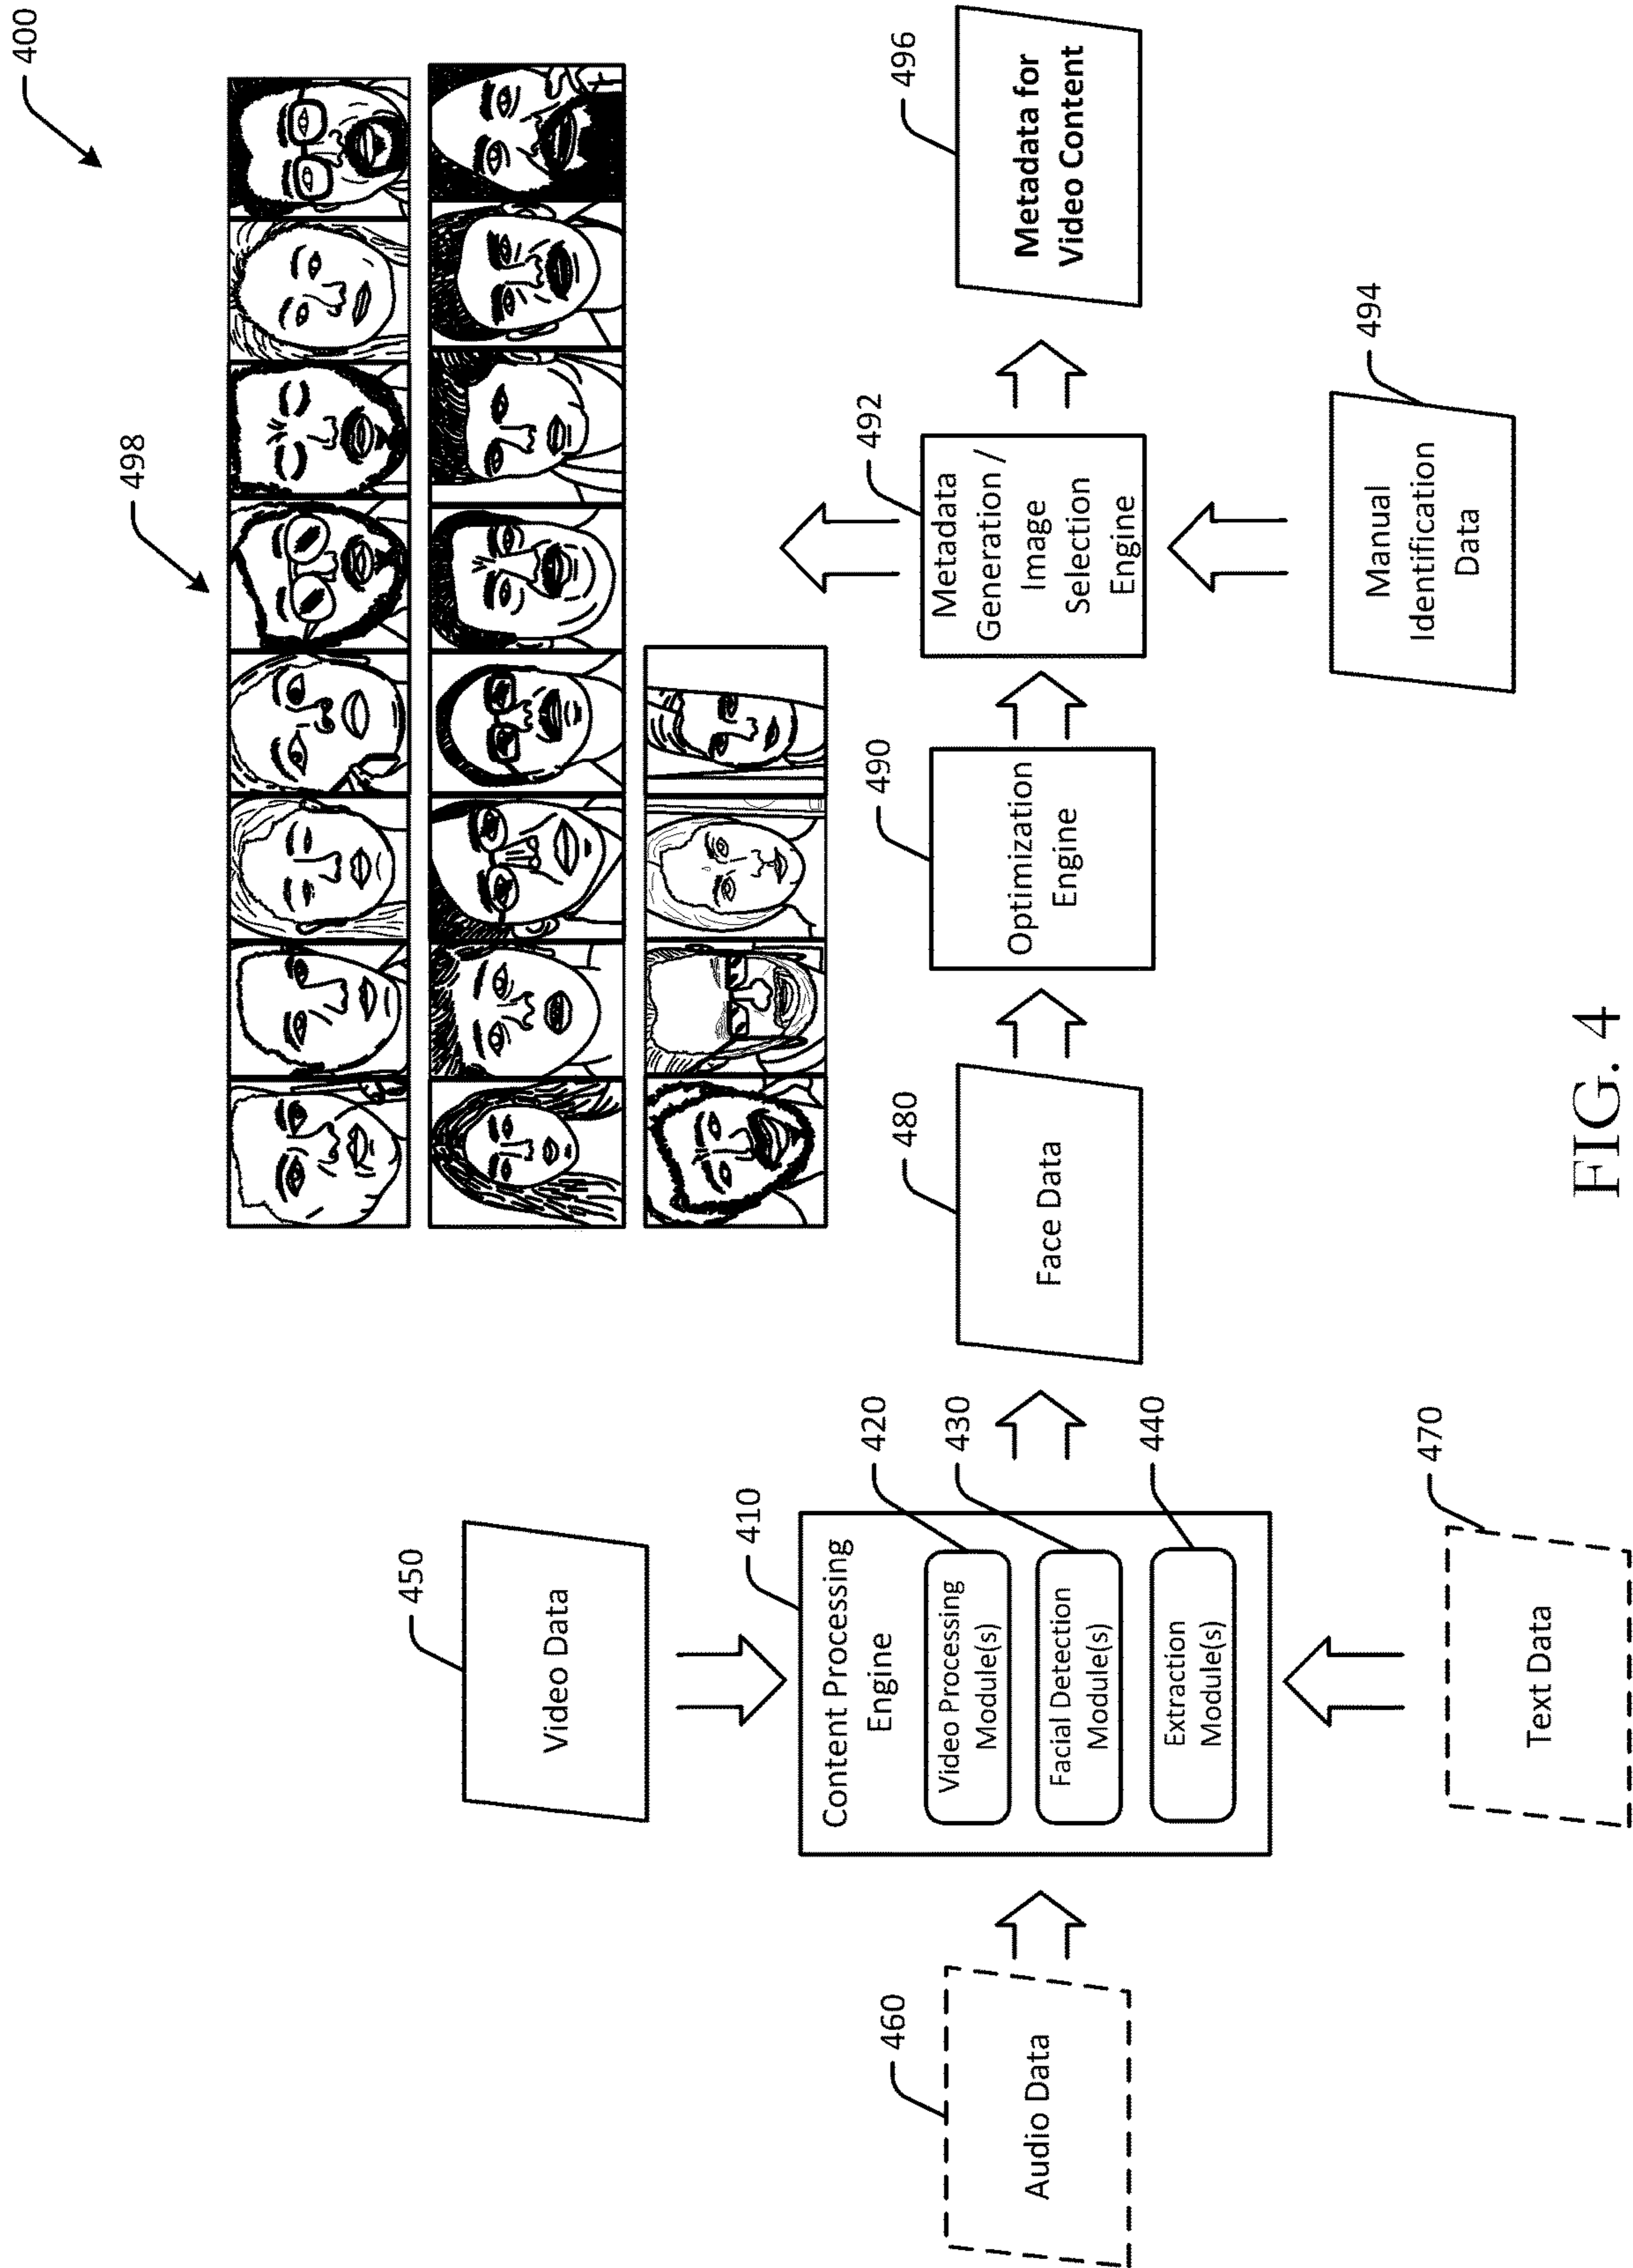 400
498
450
Video Data
410
Content Processing
Engine
420
Video Processing
Module(s)
430
Facial Detection
Module(s)
440
Extraction
Module(s)
460
Audio Data
470
Text Data
480
Face Data
490
Optimization
Engine
492
Metadata
Generation /
Image
Selection
Engine
494
Manual
Identification
Data
496
Metadata for
Video Content
FIG. 4